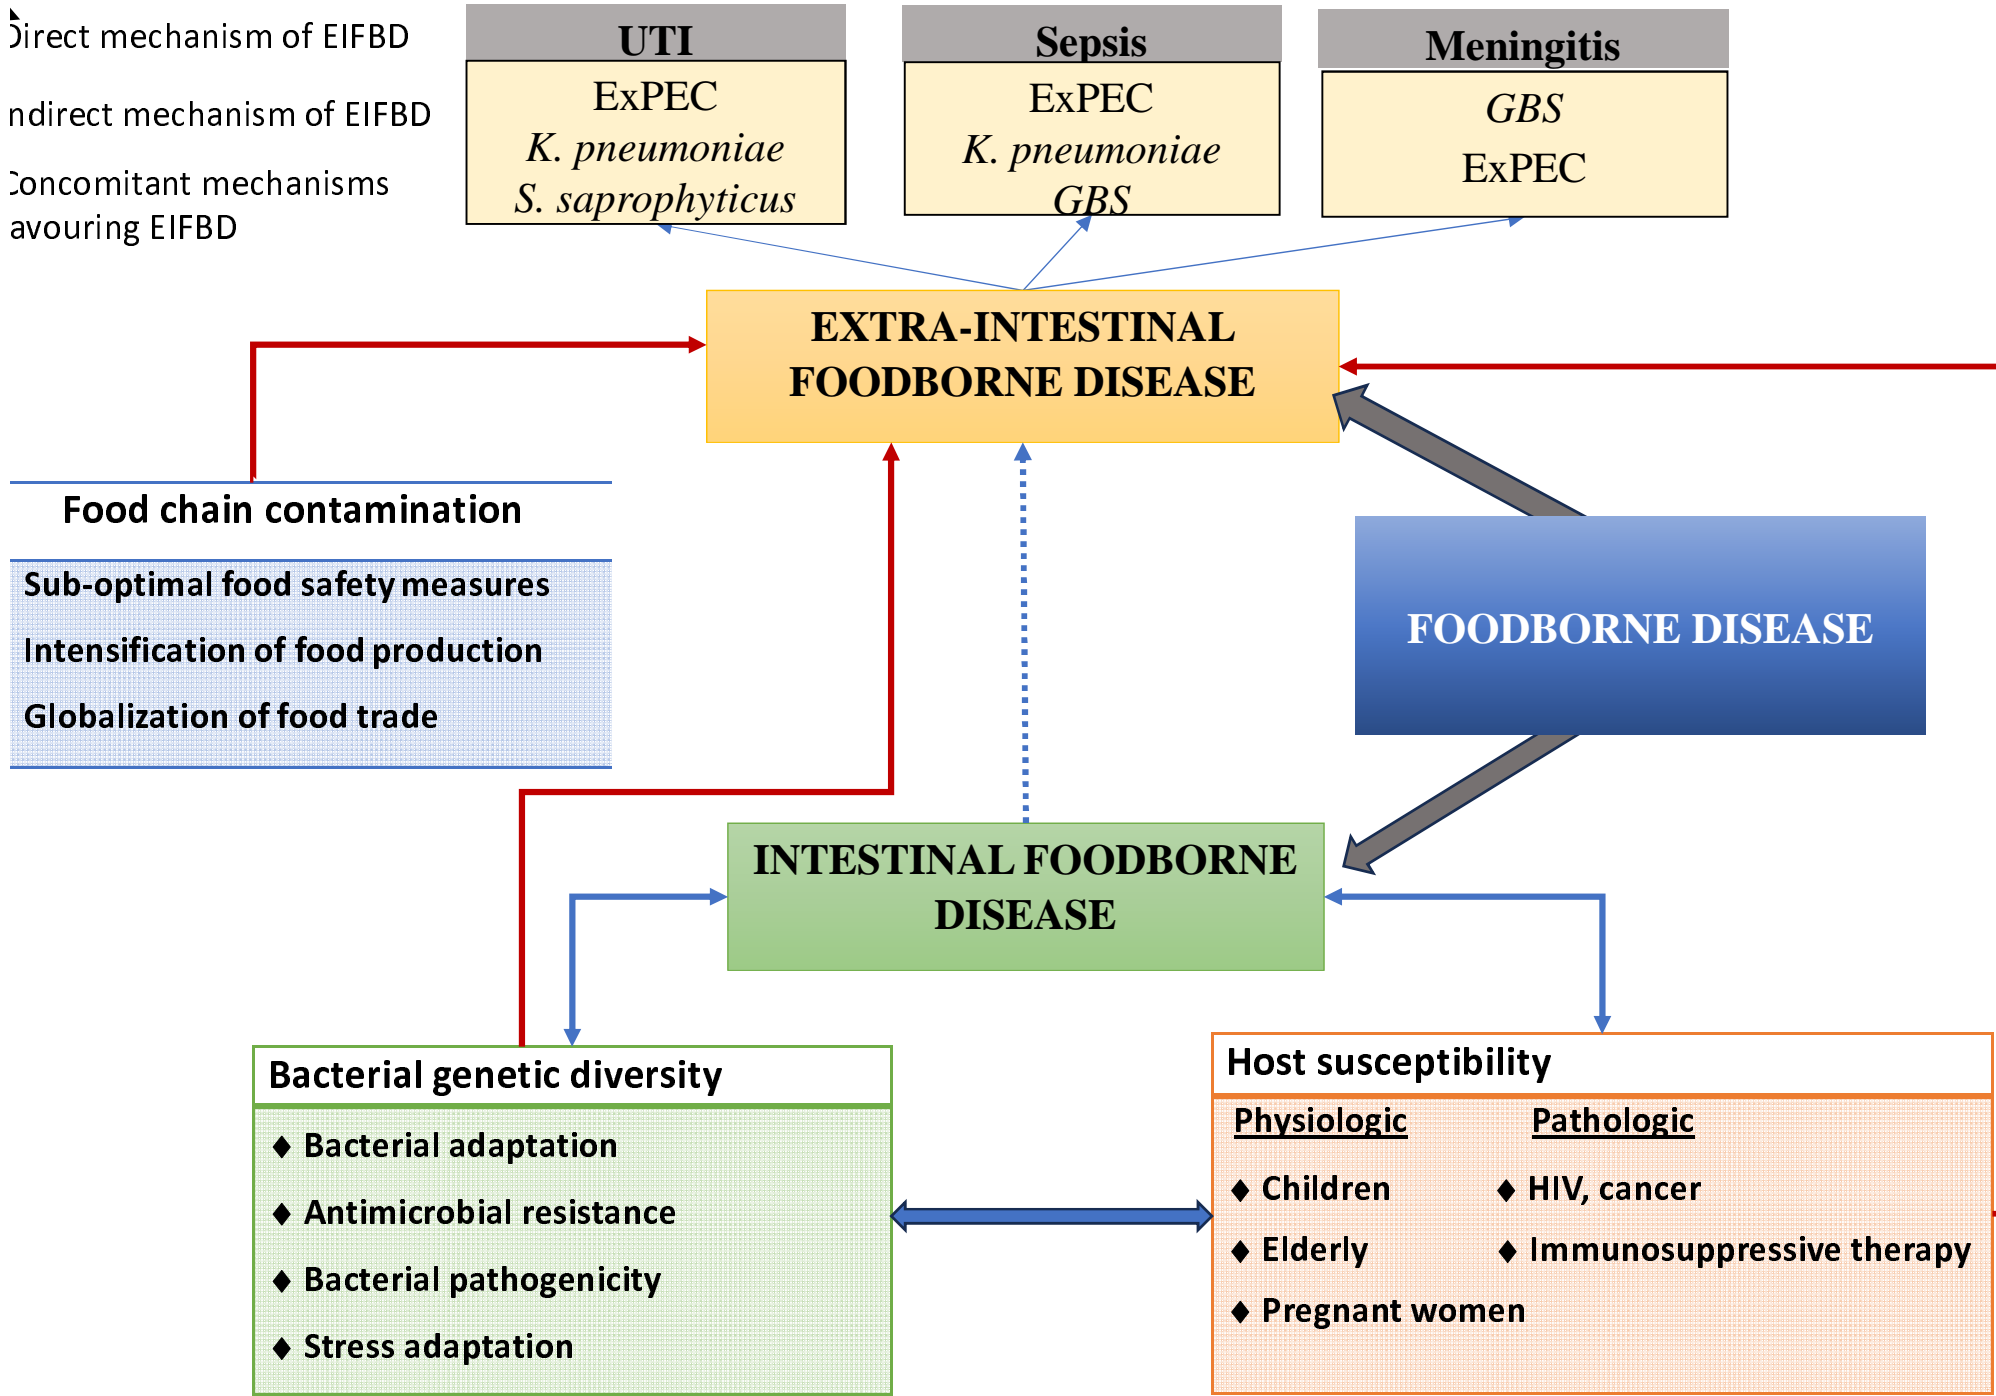 Direct mechanism of EIFBD
ndirect mechanism of EIFBD
Concomitant mechanisms
avouring EIFBD
UTI
ExPEC
K. pneumoniae
S. saprophyticus
Sepsis
ExPEC
K. pneumoniae
GBS
Meningitis
GBS
ExPEC
EXTRA-INTESTINAL
FOODBORNE DISEASE
Food chain contamination
Sub-optimal food safety measures
Intensification of food production
Globalization of food trade
FOODBORNE DISEASE
INTESTINAL FOODBORNE
DISEASE
Bacterial genetic diversity
♦ Bacterial adaptation
♦ Antimicrobial resistance
♦ Bacterial pathogenicity
♦ Stress adaptation
Host susceptibility
Physiologic
♦ Children
♦ Elderly
♦ Pregnant women
Pathologic
♦ HIV, cancer
♦ Immunosuppressive therapy